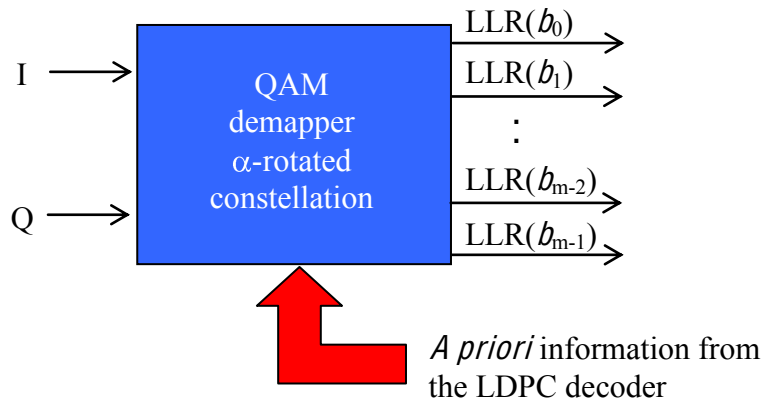 LLR(b0)
I
QAM
demapper
α-rotated
constellation
LLR(b1)
:
LLR(bm-2)
Q
LLR(bm-1)
A priori information from
the LDPC decoder